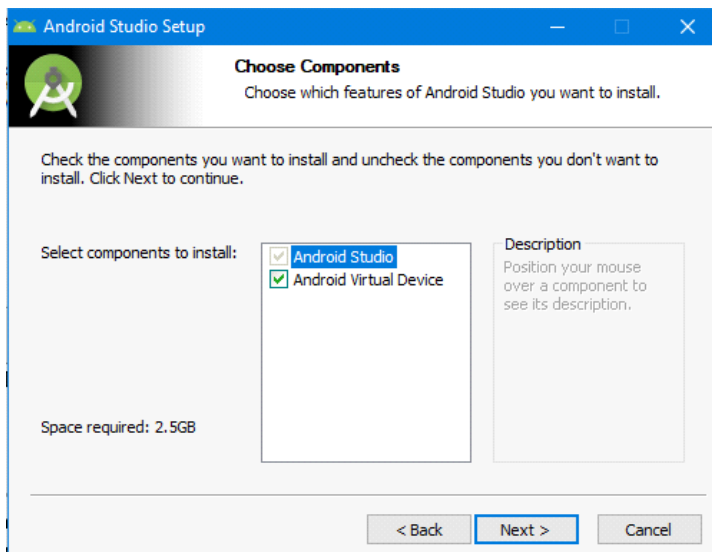 Android Studio Setup
Choose Components
Choose which features of Android Studio you want to install.
Check the components you want to install and uncheck the components you don't want to
install. Click Next to continue.
Select components to install:
Android Studio
Android Virtual Device
Description
Position your mouse
over a component to
see its description.
Space required: 2.5GB
< Back
Next >
Cancel